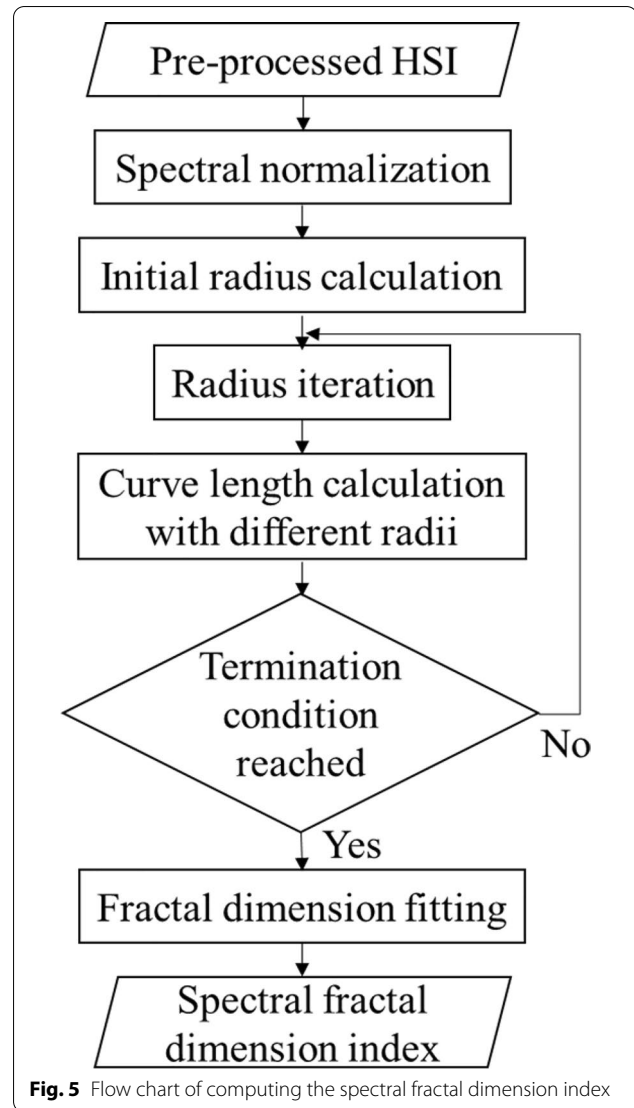 Pre-processed HSI
Spectral normalization
Initial radius calculation
Radius iteration
Curve length calculation
with different radii
Termination
condition
reached
No
Yes
Fractal dimension fitting
Spectral fractal
dimension index
Fig. 5 Flow chart of computing the spectral fractal dimension index